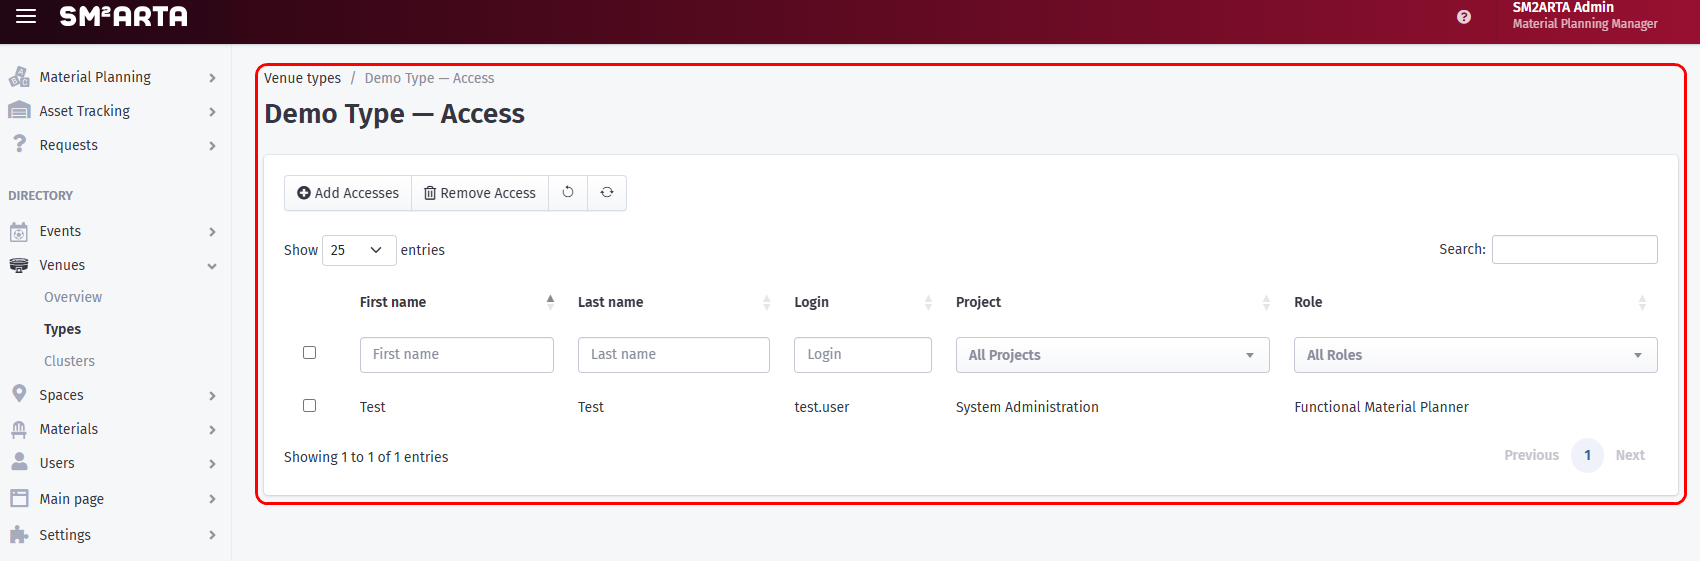 SM²ARTA
SM2ARTA Admin
Material Planning Manager
Material Planning
Asset Tracking
Requests
DIRECTORY
Events
Venues
Overview
Types
Clusters
Spaces
Materials
Users
Main page
Settings
Venue types / Demo Type — Access
Demo Type — Access
Add Accesses Remove Access
Show 25 entries
Search:
First name Last name Login Project Role
First name Last name Login All Projects All Roles
Test Test test.user System Administration Functional Material Planner
Showing 1 to 1 of 1 entries
Previous 1 Next